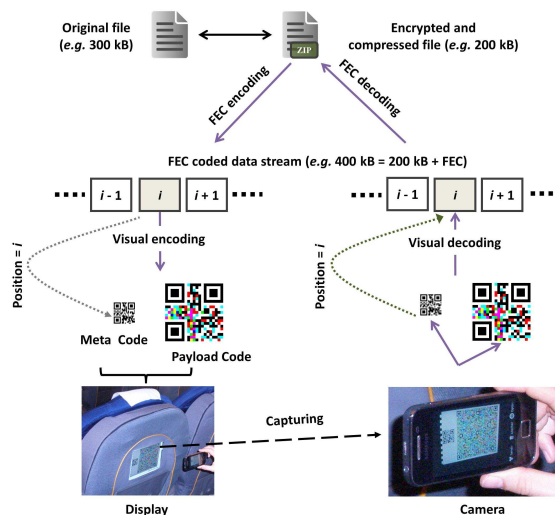 Original file
(e.g. 300 kB)
ZIP
Encrypted and
compressed file (e.g. 200 kB)
FEC encoding
FEC decoding
FEC coded data stream (e.g. 400 kB = 200 kB + FEC)
i - 1
i
i + 1
i - 1
i
i + 1
Visual encoding
Visual decoding
Position = i
Position = i
Meta Code
Payload Code
Capturing
Display
Camera